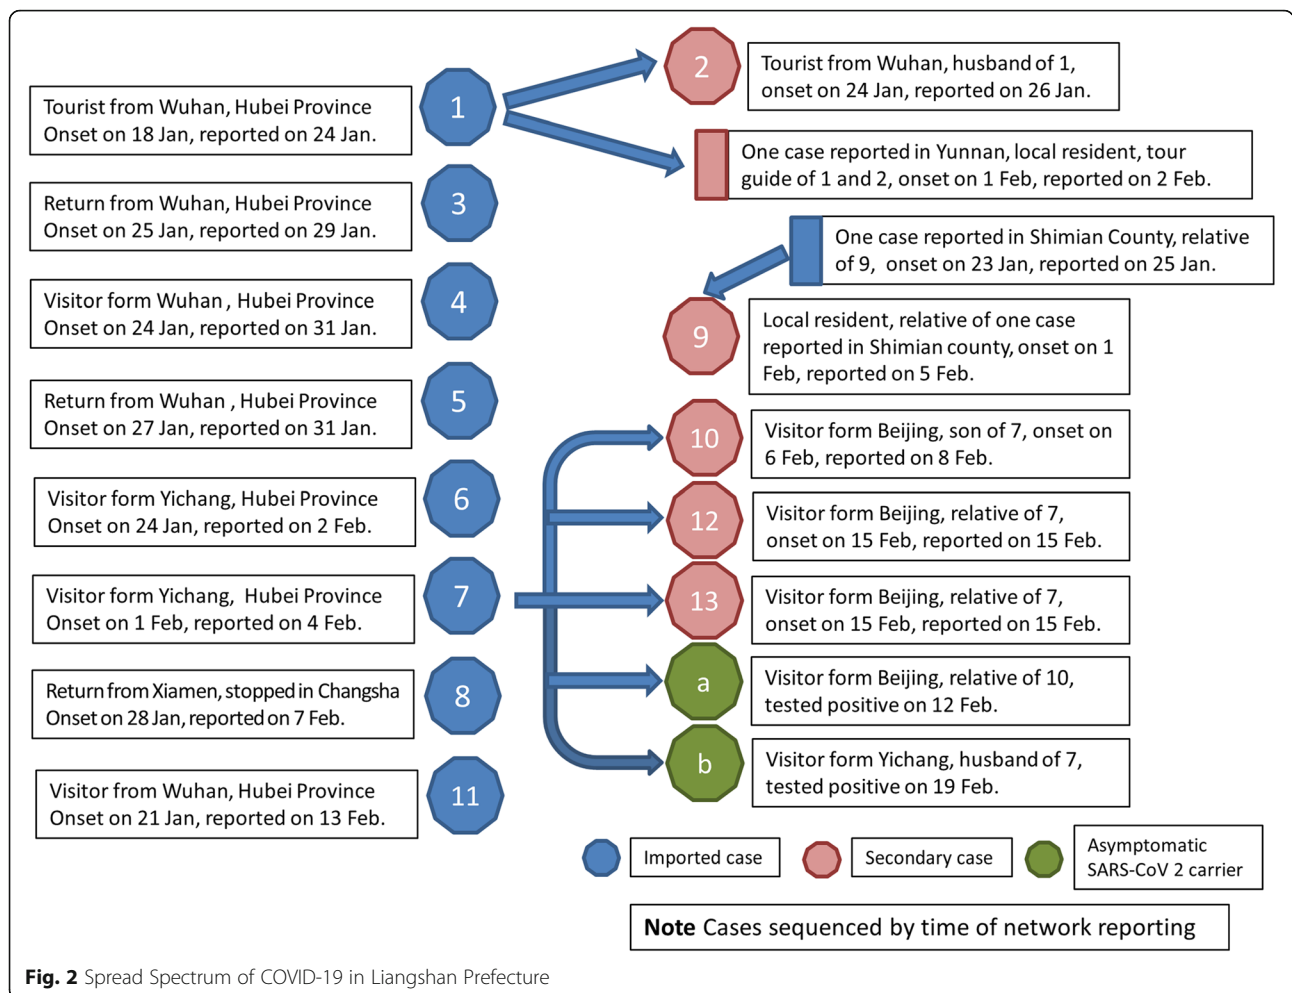 1
Tourist from Wuhan, Hubei Province
Onset on 18 Jan, reported on 24 Jan.
3
Return from Wuhan, Hubei Province
Onset on 25 Jan, reported on 29 Jan.
4
Visitor form Wuhan , Hubei Province
Onset on 24 Jan, reported on 31 Jan.
5
Return from Wuhan , Hubei Province
Onset on 27 Jan, reported on 31 Jan.
6
Visitor form Yichang, Hubei Province
Onset on 24 Jan, reported on 2 Feb.
7
Visitor form Yichang, Hubei Province
Onset on 1 Feb, reported on 4 Feb.
8
Return from Xiamen, stopped in Changsha
Onset on 28 Jan, reported on 7 Feb.
11
Visitor from Wuhan, Hubei Province
Onset on 21 Jan, reported on 13 Feb.
2
Tourist from Wuhan, husband of 1,
onset on 24 Jan, reported on 26 Jan.
One case reported in Yunnan, local resident, tour
guide of 1 and 2, onset on 1 Feb, reported on 2 Feb.
One case reported in Shimian County, relative
of 9, onset on 23 Jan, reported on 25 Jan.
9
Local resident, relative of one case
reported in Shimian county, onset on 1
Feb, reported on 5 Feb.
10
Visitor form Beijing, son of 7, onset on
6 Feb, reported on 8 Feb.
12
Visitor form Beijing, relative of 7,
onset on 15 Feb, reported on 15 Feb.
13
Visitor form Beijing, relative of 7,
onset on 15 Feb, reported on 15 Feb.
a
Visitor form Beijing, relative of 10,
tested positive on 12 Feb.
b
Visitor form Yichang, husband of 7,
tested positive on 19 Feb.
Imported case
Secondary case
Asymptomatic
SARS-CoV 2 carrier
Note Cases sequenced by time of network reporting
Fig. 2 Spread Spectrum of COVID-19 in Liangshan Prefecture